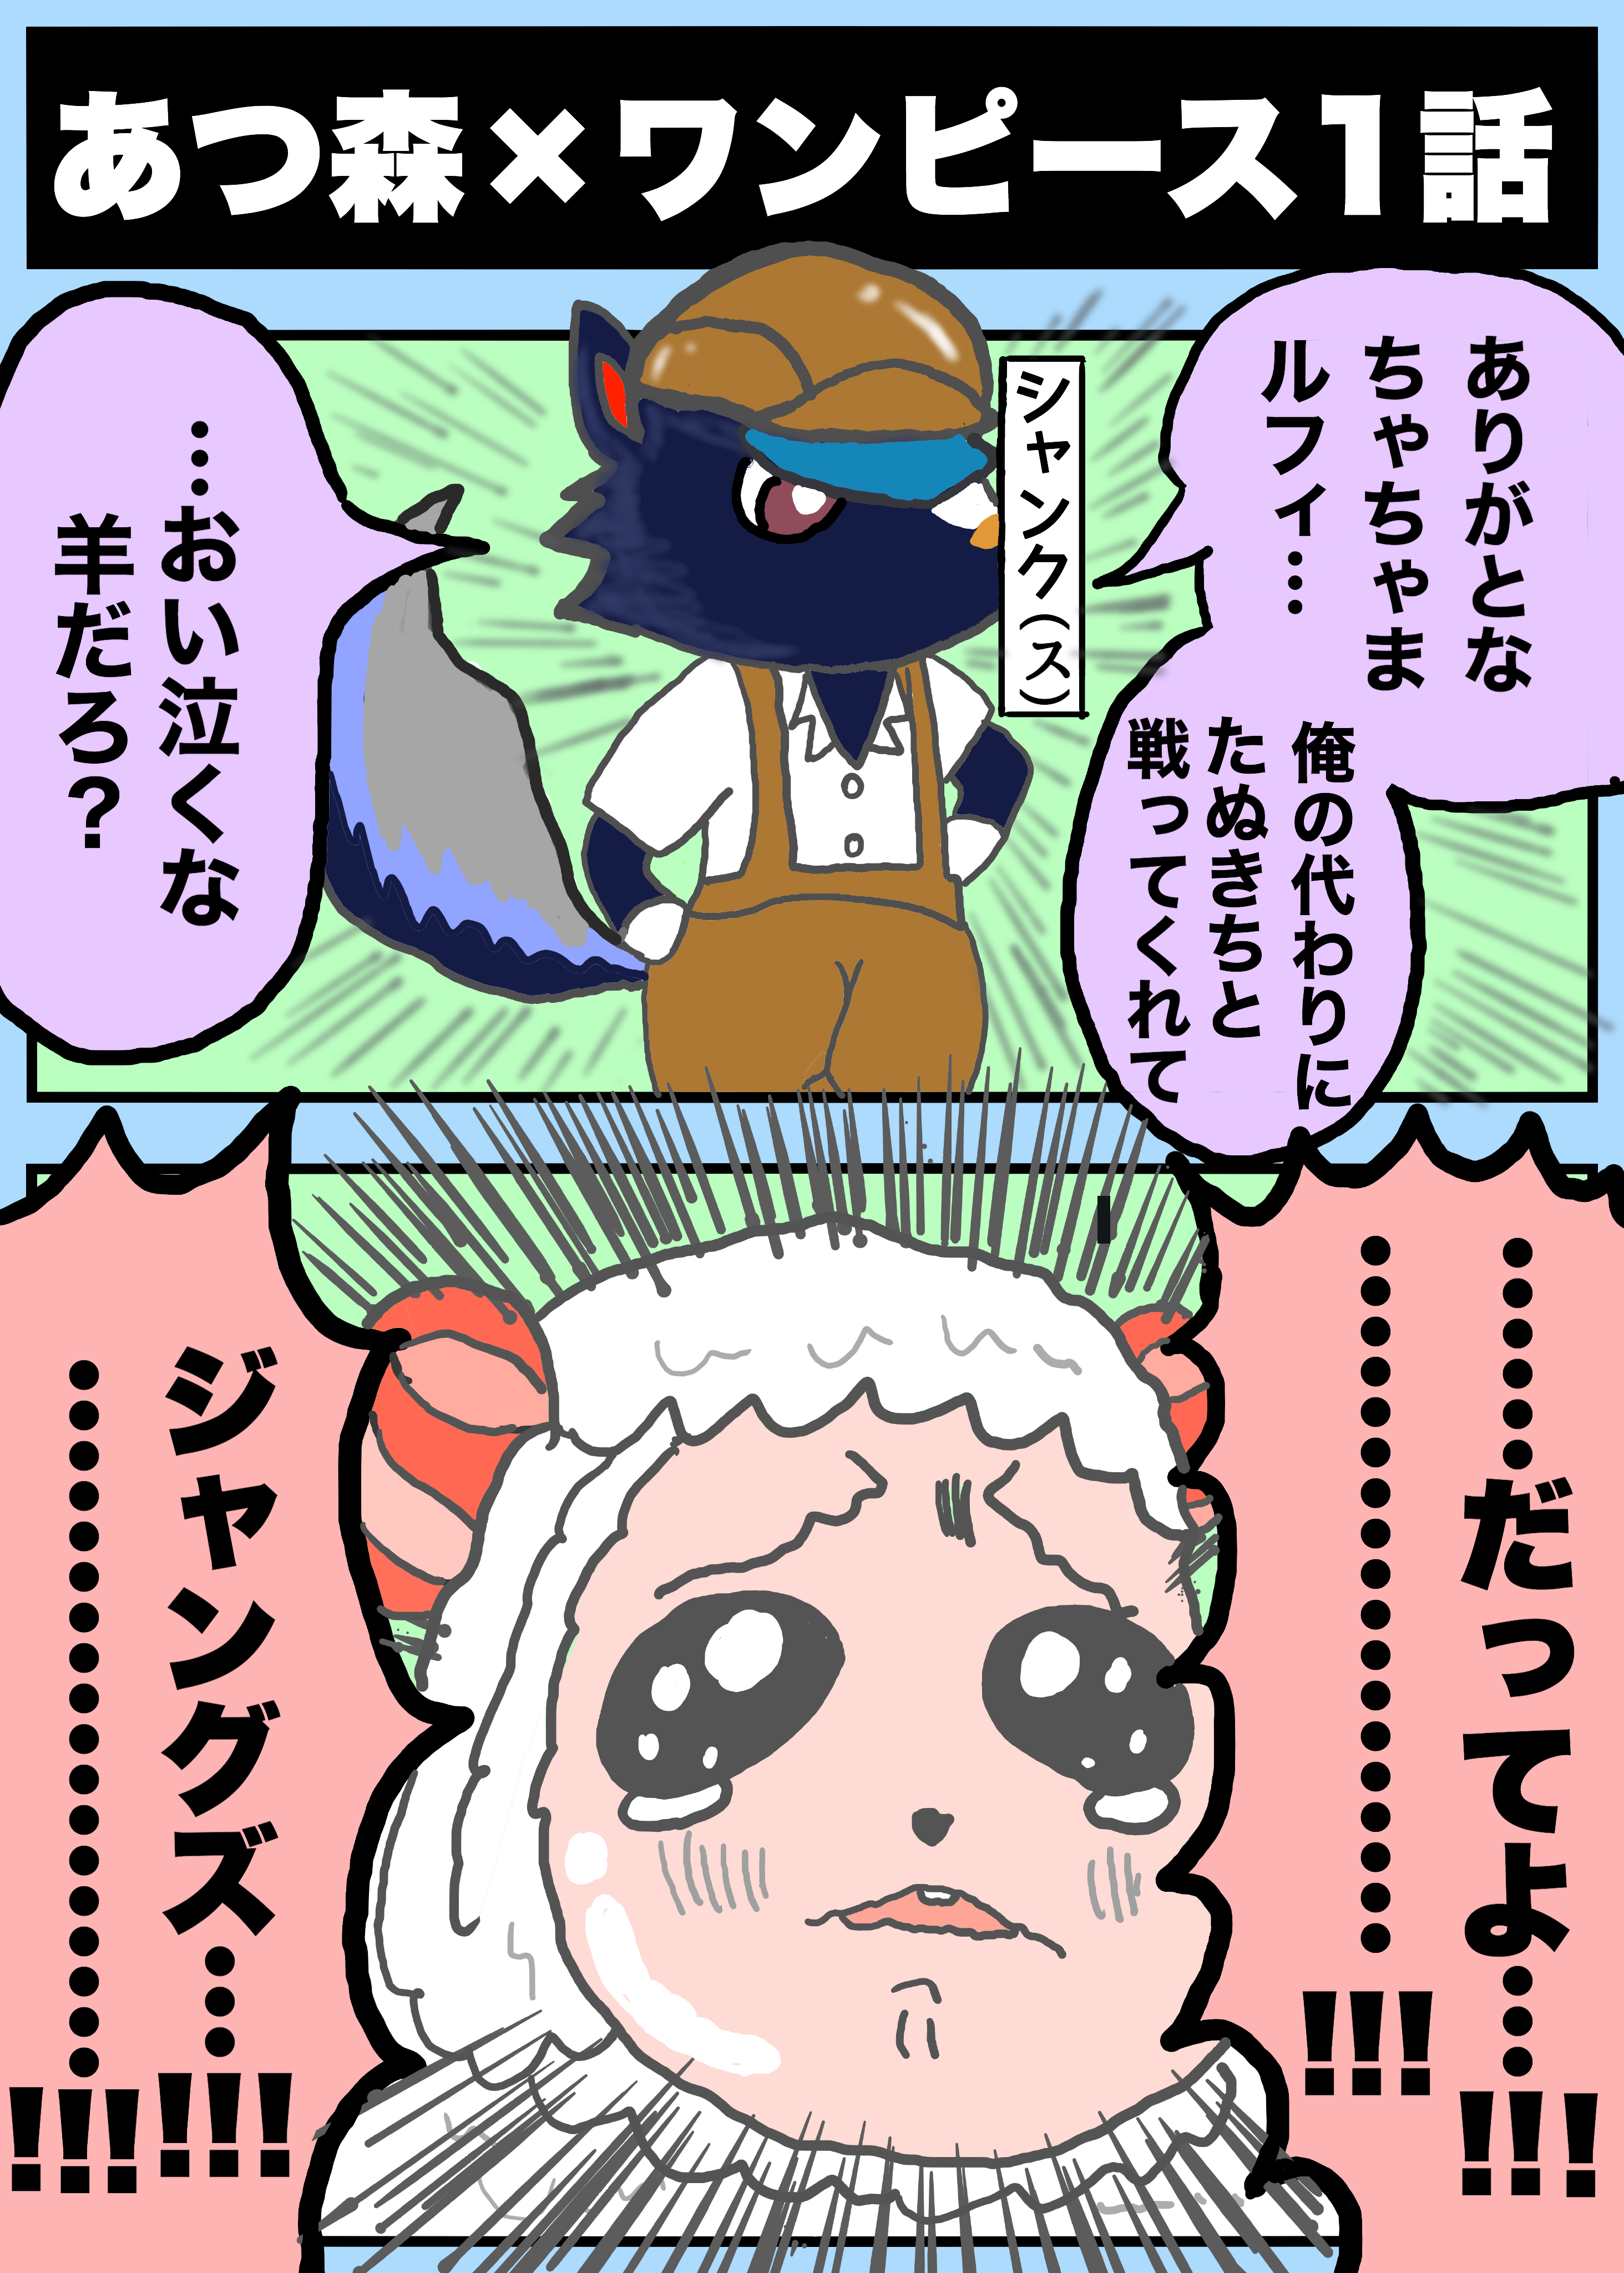 あつ森×ワンピース1話
ありがとな
ちゃちゃま
ルフィ…
俺の代わりに
たぬきちと
戦ってくれて
シャンク(ス)
…おい泣くな
羊だろ?
……だってよ…!!!
………………!!!
ジャングズ…!!!
………………!!!